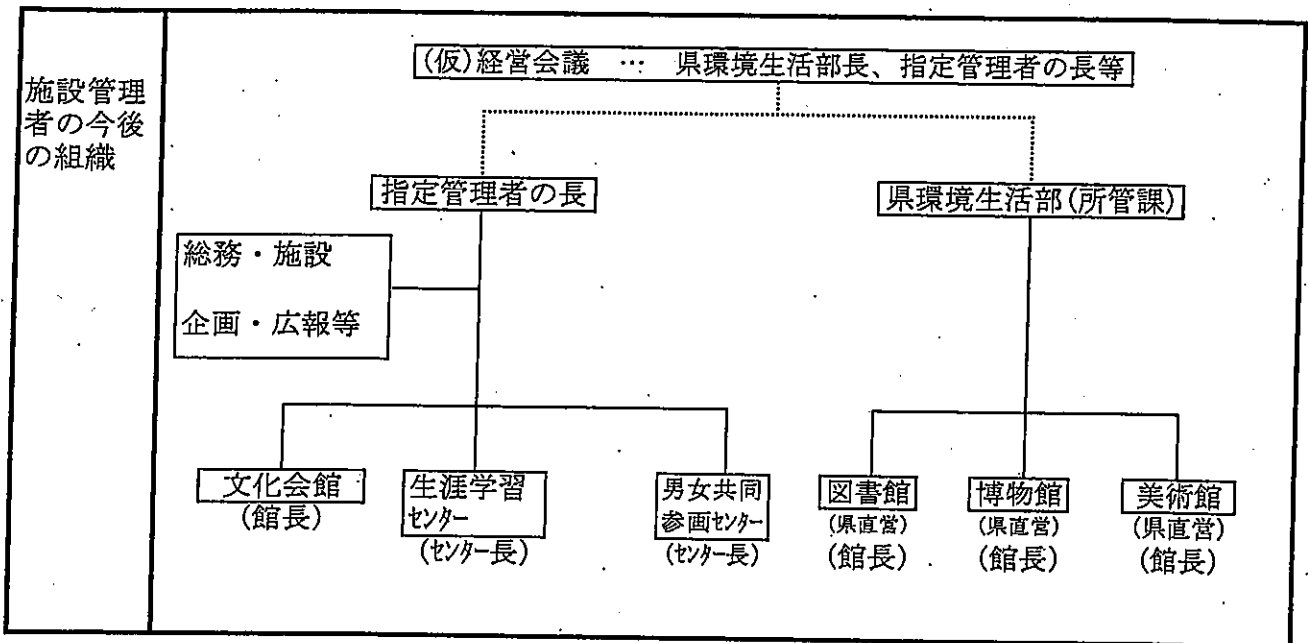 施設管理
者の今後
の組織
(仮)経営会議 … 県環境生活部長、指定管理者の長等
指定管理者の長
県環境生活部(所管課)
総務・施設
企画・広報等
文化会館
(館長)
生涯学習
センター
(センター長)
男女共同
参画センター
(センター長)
図書館
(県直営)
(館長)
博物館
(県直営)
(館長)
美術館
(県直営)
(館長)